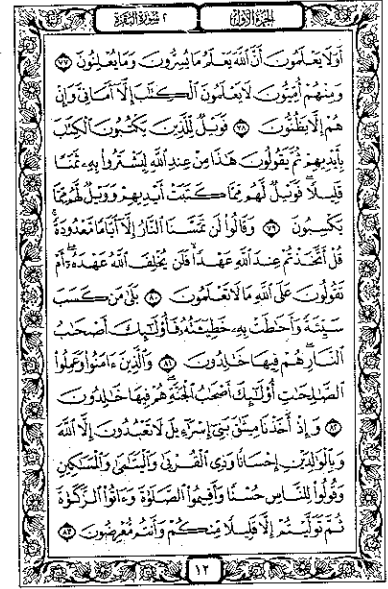 الجزء الأول
٢ سورة البقرة
أَوَلَا يَعْلَمُونَ أَنَّ ٱللَّهَ يَعْلَمُ مَا يُسِرُّونَ وَمَا يُعْلِنُونَ ٧٧
وَمِنْهُمْ أُمِّيُّونَ لَا يَعْلَمُونَ ٱلْكِتَٰبَ إِلَّآ أَمَانِىَّ وَإِنْ
هُمْ إِلَّا يَظُنُّونَ ٧٨ فَوَيْلٌ لِّلَّذِينَ يَكْتُبُونَ ٱلْكِتَٰبَ
بِأَيْدِيهِمْ ثُمَّ يَقُولُونَ هَٰذَا مِنْ عِندِ ٱللَّهِ لِيَشْتَرُوا۟ بِهِۦ ثَمَنًا
قَلِيلًا ۖ فَوَيْلٌ لَّهُم مِّمَّا كَتَبَتْ أَيْدِيهِمْ وَوَيْلٌ لَّهُم مِّمَّا
يَكْسِبُونَ ٧٩ وَقَالُوا۟ لَن تَمَسَّنَا ٱلنَّارُ إِلَّآ أَيَّامًا مَّعْدُودَةً ۚ
قُلْ أَتَّخَذْتُمْ عِندَ ٱللَّهِ عَهْدًا فَلَن يُخْلِفَ ٱللَّهُ عَهْدَهُۥٓ ۖ أَمْ
تَقُولُونَ عَلَى ٱللَّهِ مَا لَا تَعْلَمُونَ ٨٠ بَلَىٰ مَن كَسَبَ
سَيِّئَةً وَأَحَٰطَتْ بِهِۦ خَطِيٓـَٔتُهُۥ فَأُو۟لَٰٓئِكَ أَصْحَٰبُ
ٱلنَّارِ ۖ هُمْ فِيهَا خَٰلِدُونَ ٨١ وَٱلَّذِينَ ءَامَنُوا۟ وَعَمِلُوا۟
ٱلصَّٰلِحَٰتِ أُو۟لَٰٓئِكَ أَصْحَٰبُ ٱلْجَنَّةِ ۖ هُمْ فِيهَا خَٰلِدُونَ
٨٢ وَإِذْ أَخَذْنَا مِيثَٰقَ بَنِىٓ إِسْرَٰٓءِيلَ لَا تَعْبُدُونَ إِلَّا ٱللَّهَ
وَبِٱلْوَٰلِدَيْنِ إِحْسَانًا وَذِى ٱلْقُرْبَىٰ وَٱلْيَتَٰمَىٰ وَٱلْمَسَٰكِينِ
وَقُولُوا۟ لِلنَّاسِ حُسْنًا وَأَقِيمُوا۟ ٱلصَّلَوٰةَ وَءَاتُوا۟ ٱلزَّكَوٰةَ
ثُمَّ تَوَلَّيْتُمْ إِلَّا قَلِيلًا مِّنكُمْ وَأَنتُم مُّعْرِضُونَ ٨٣
١٢